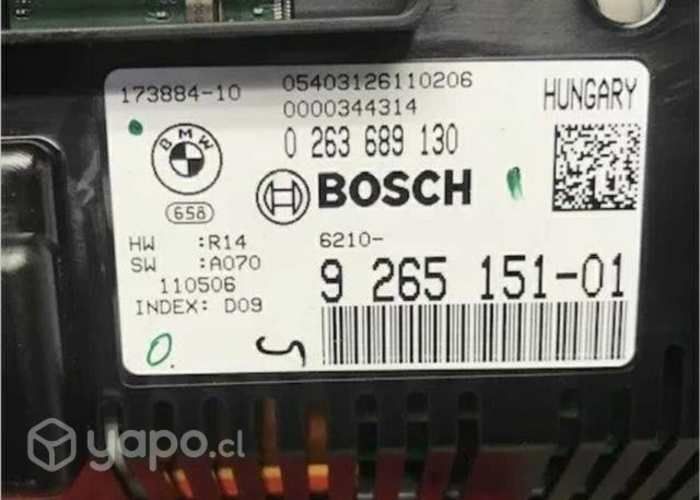 173884-10
05403126110206
0000344314
HUNGARY
0 263 689 130
BMW
BOSCH
658
HW :R14
SW :A070
110506
INDEX: D09
6210-
9 265 151-01
O.
5
yapo.cl